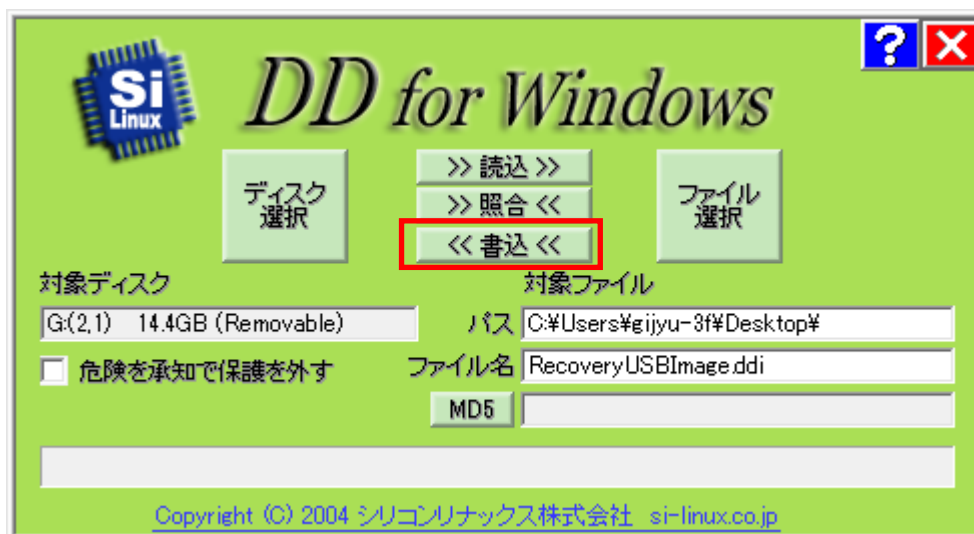 Si
Linux
DD for Windows
?
ディスク
選択
>> 読込 >>
>> 照合 <<
<< 書込 <<
ファイル
選択
対象ディスク
対象ファイル
G:(2,1) 14.4GB (Removable)
パス C:¥Users¥gijyu-3f¥Desktop¥
危険を承知で保護を外す
ファイル名 RecoveryUSBImage.ddi
MD5
Copyright (C) 2004 シリコンリナックス株式会社 si-linux.co.jp